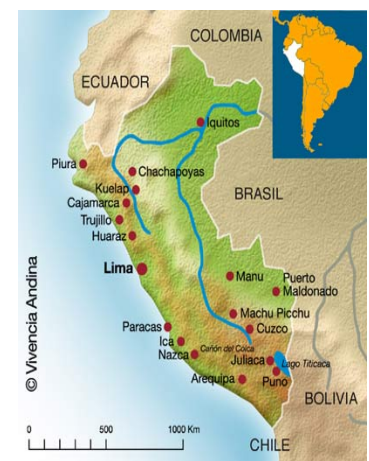 COLOMBIA
ECUADOR
Iquitos
Piura
Chachapoyas
Kuelap
Cajamarca
Trujillo
Huaraz
BRASIL
Lima
Manu
Puerto
Maldonado
Machu Picchu
Cuzco
Paracas
Ica
Nazca
Cañón del Colca
Juliaca
Lago Titicaca
Puno
Arequipa
BOLIVIA
CHILE
© Vivencia Andina
0 500 1000 Km